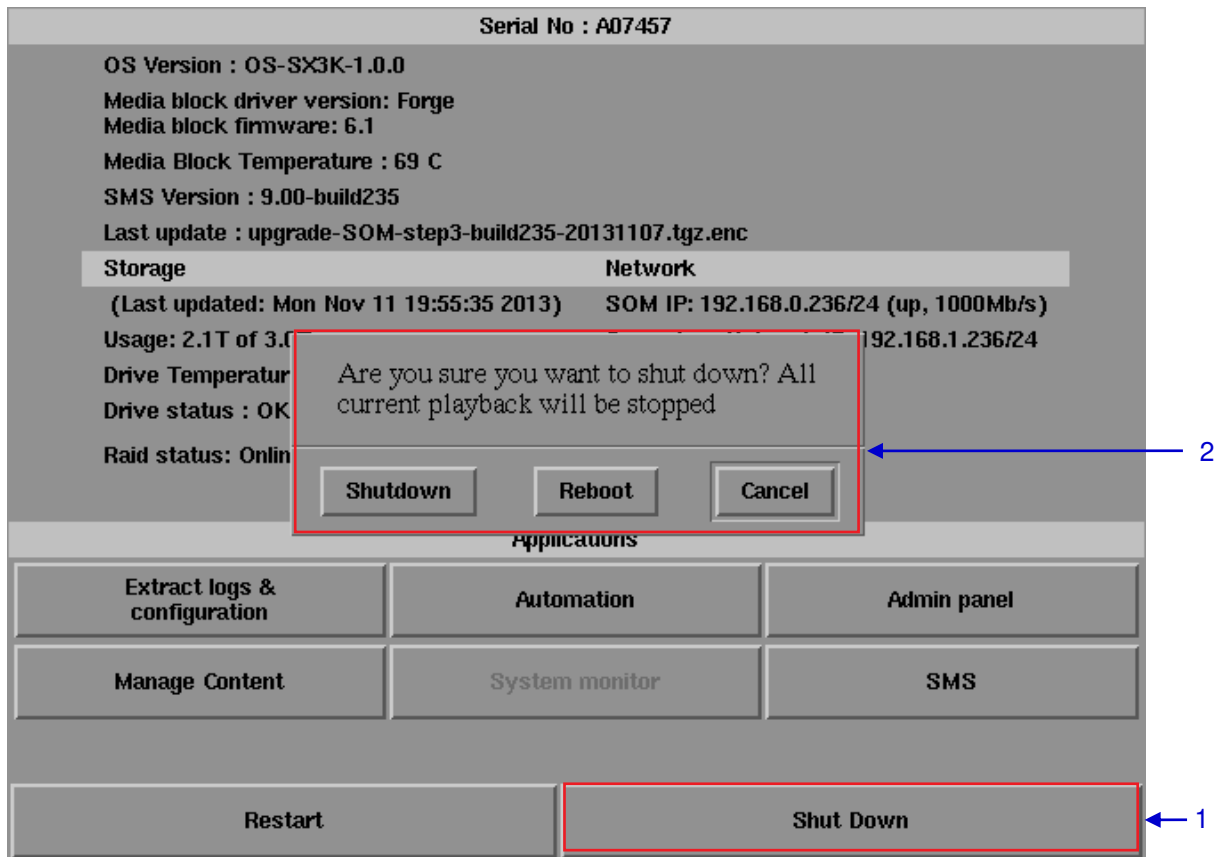 Serial No : A07457
OS Version : OS-SX3K-1.0.0
Media block driver version: Forge
Media block firmware: 6.1
Media Block Temperature : 69 C
SMS Version : 9.00-build235
Last update : upgrade-SOM-step3-build235-20131107.tgz.enc
Storage Network
(Last updated: Mon Nov 11 19:55:35 2013) SOM IP: 192.168.0.236/24 (up, 1000Mb/s)
Usage: 2.1T of 3.0 192.168.1.236/24
Drive Temperatur
Drive status : OK
Raid status: Onlin
Are you sure you want to shut down? All
current playback will be stopped
2
Shutdown Reboot Cancel
Applications
Extract logs &
configuration
Automation
Admin panel
Manage Content
System monitor
SMS
Restart
Shut Down
1